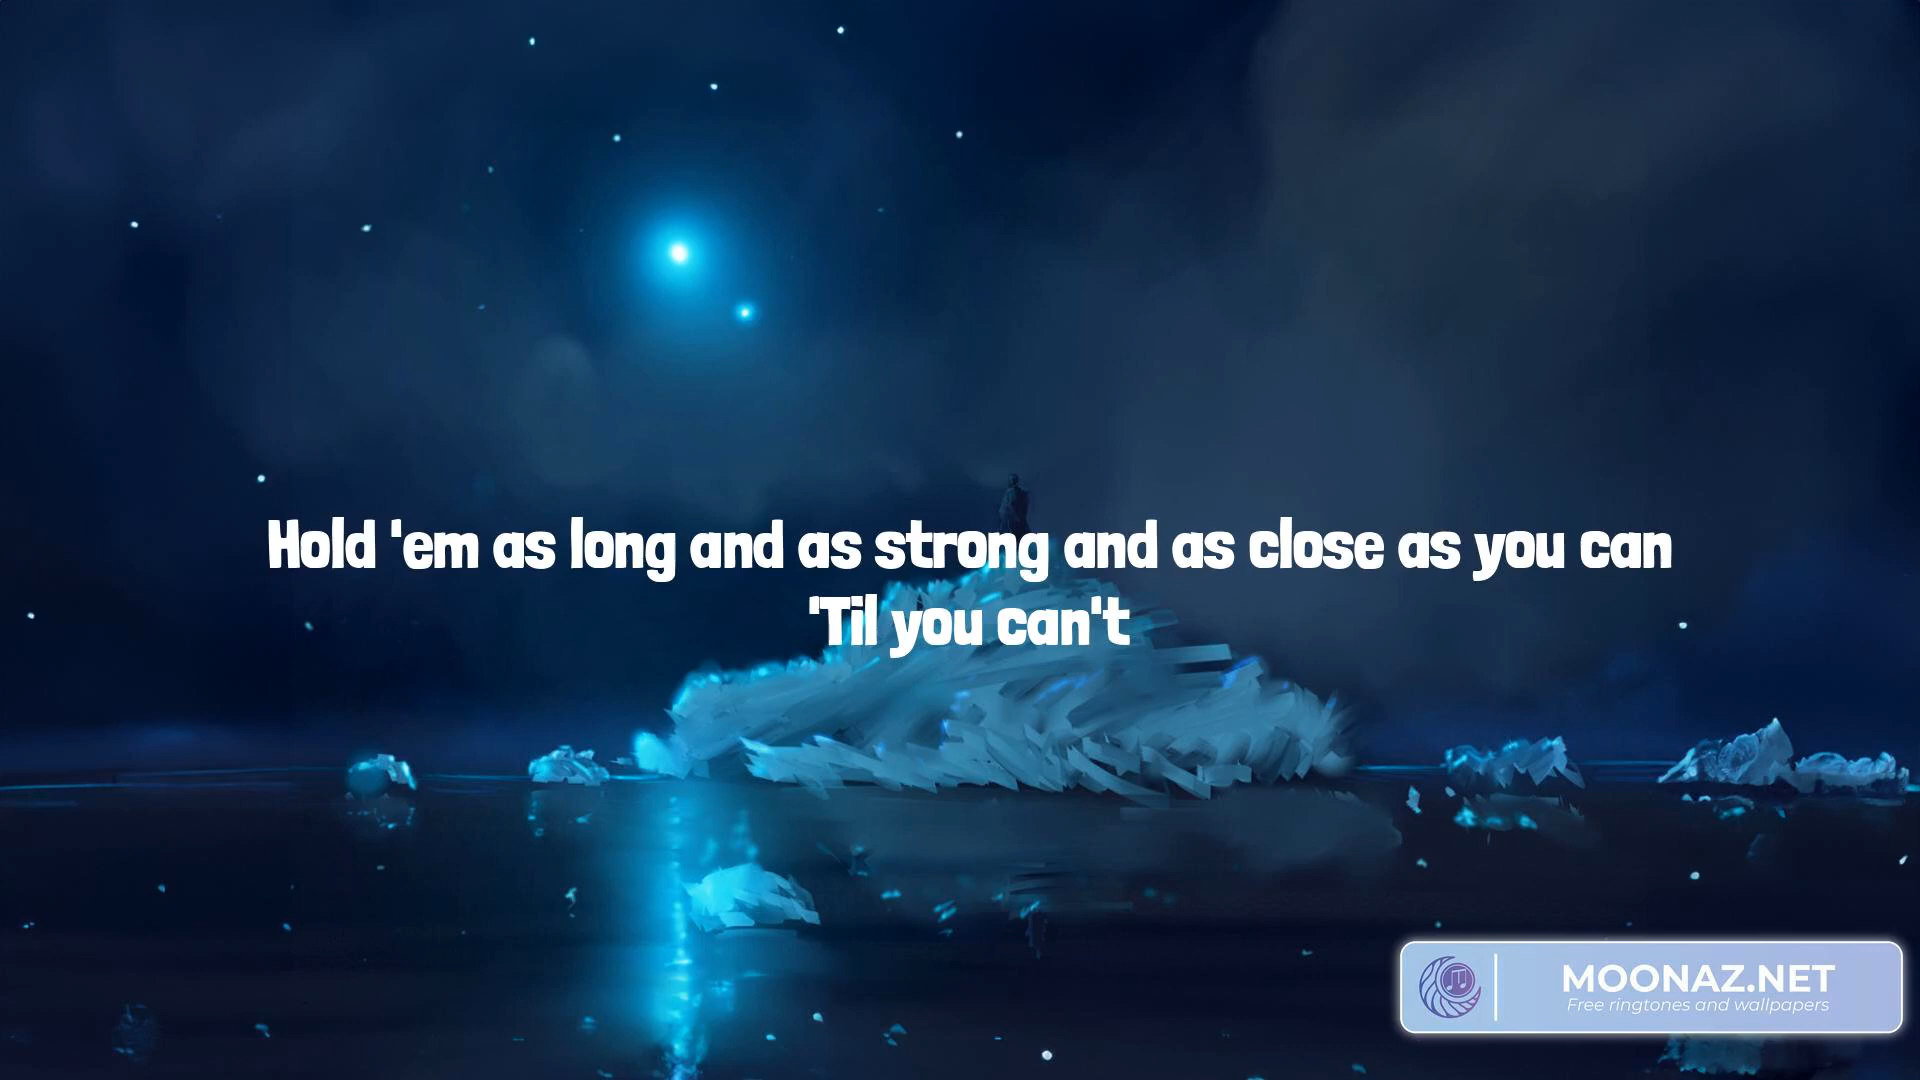 Hold 'em as long and as strong and as close as you can
'Til you can't
MOONAZ.NET
Free ringtones and wallpapers